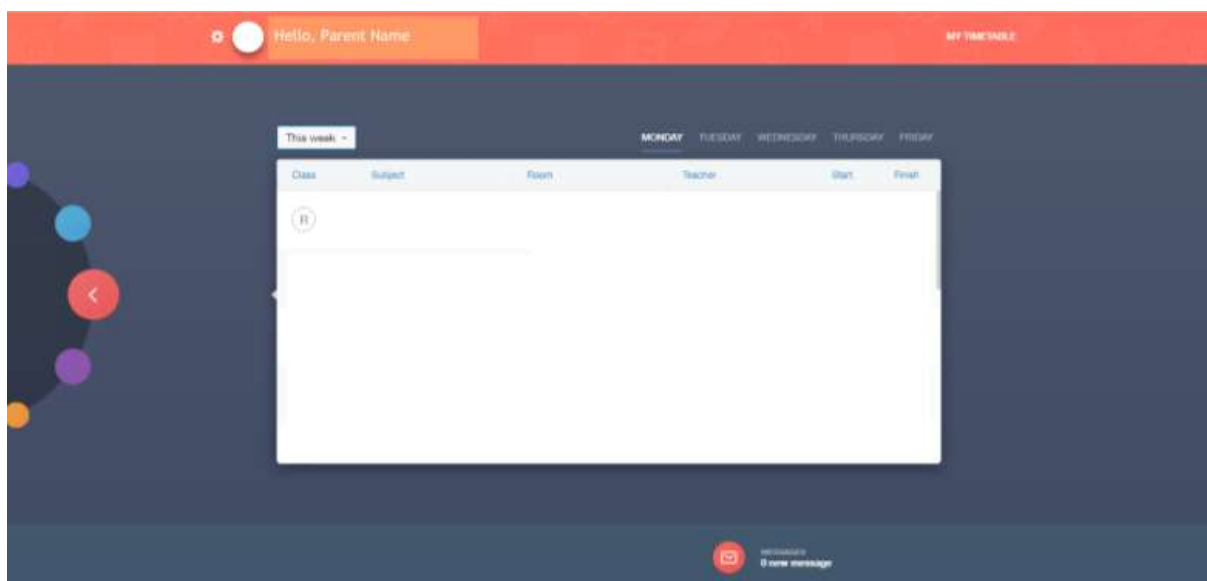 Hello, Parent Name
MY TIMETABLE
This week
MONDAY TUESDAY WEDNESDAY THURSDAY FRIDAY
Class Subject Room Teacher Start Finish
R
MESSAGES
0 new message